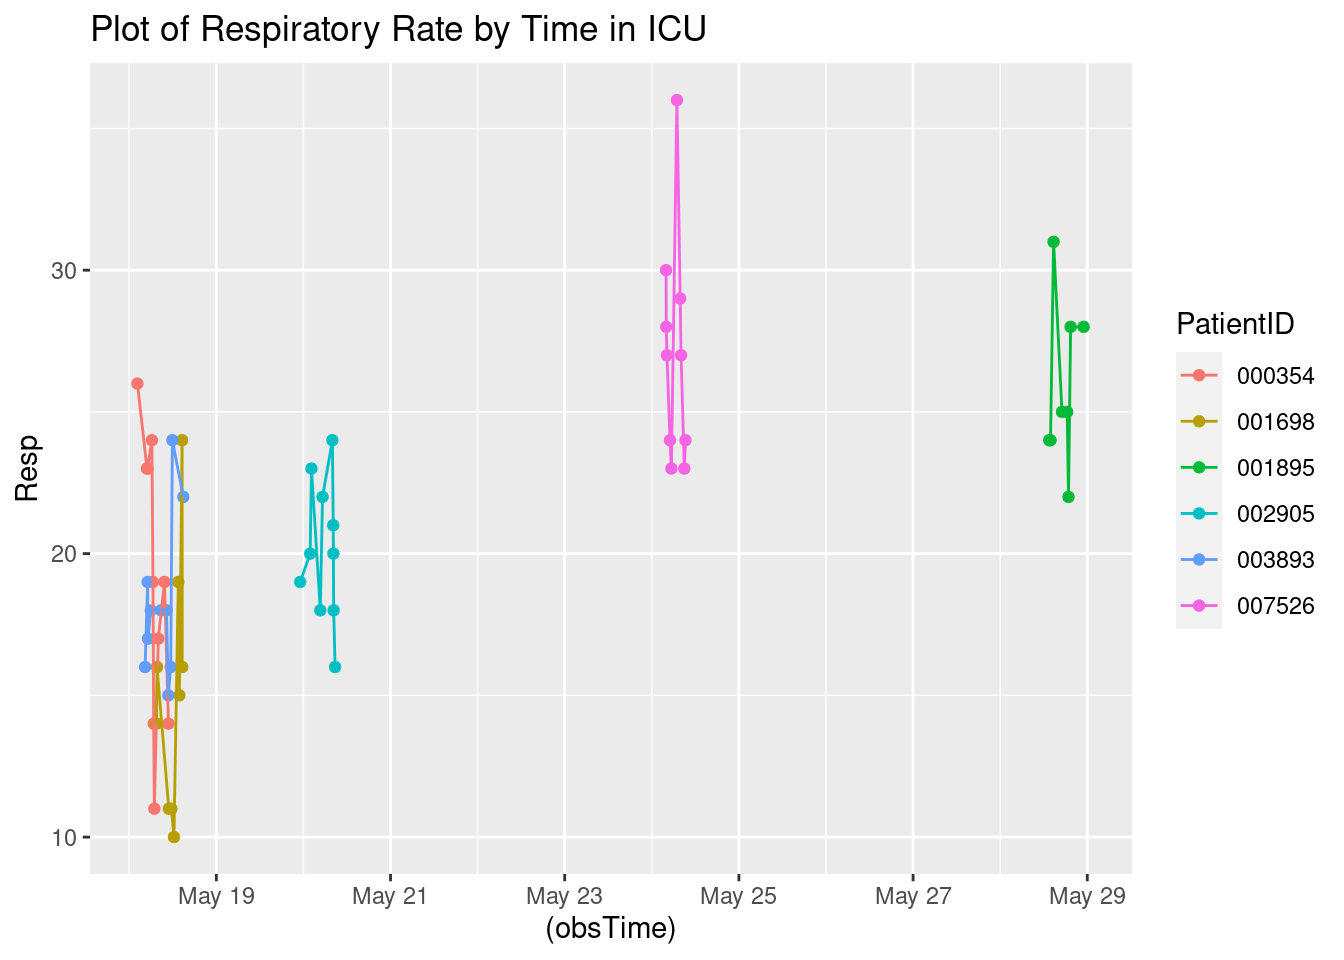 Plot of Respiratory Rate by Time in ICU
Resp
30
20
10
May 19 May 21 May 23 May 25 May 27 May 29
(obsTime)
PatientID
000354
001698
001895
002905
003893
007526